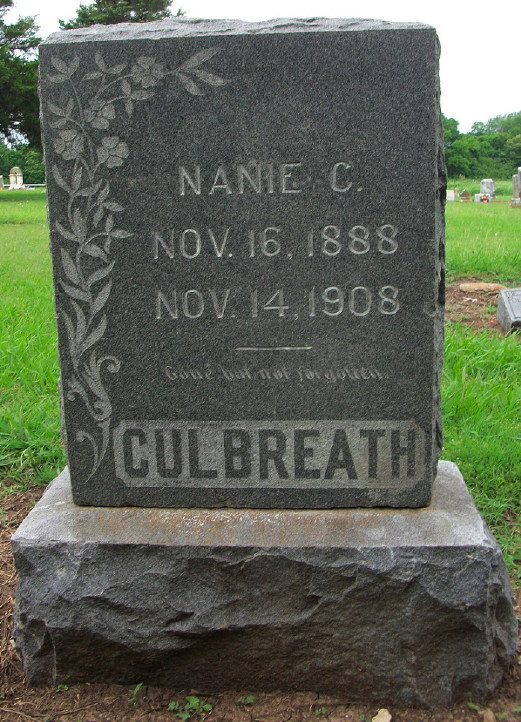 NANIE C.
NOV. 16, 1888
NOV. 14, 1908
Gone but not forgotten.
CULBREATH